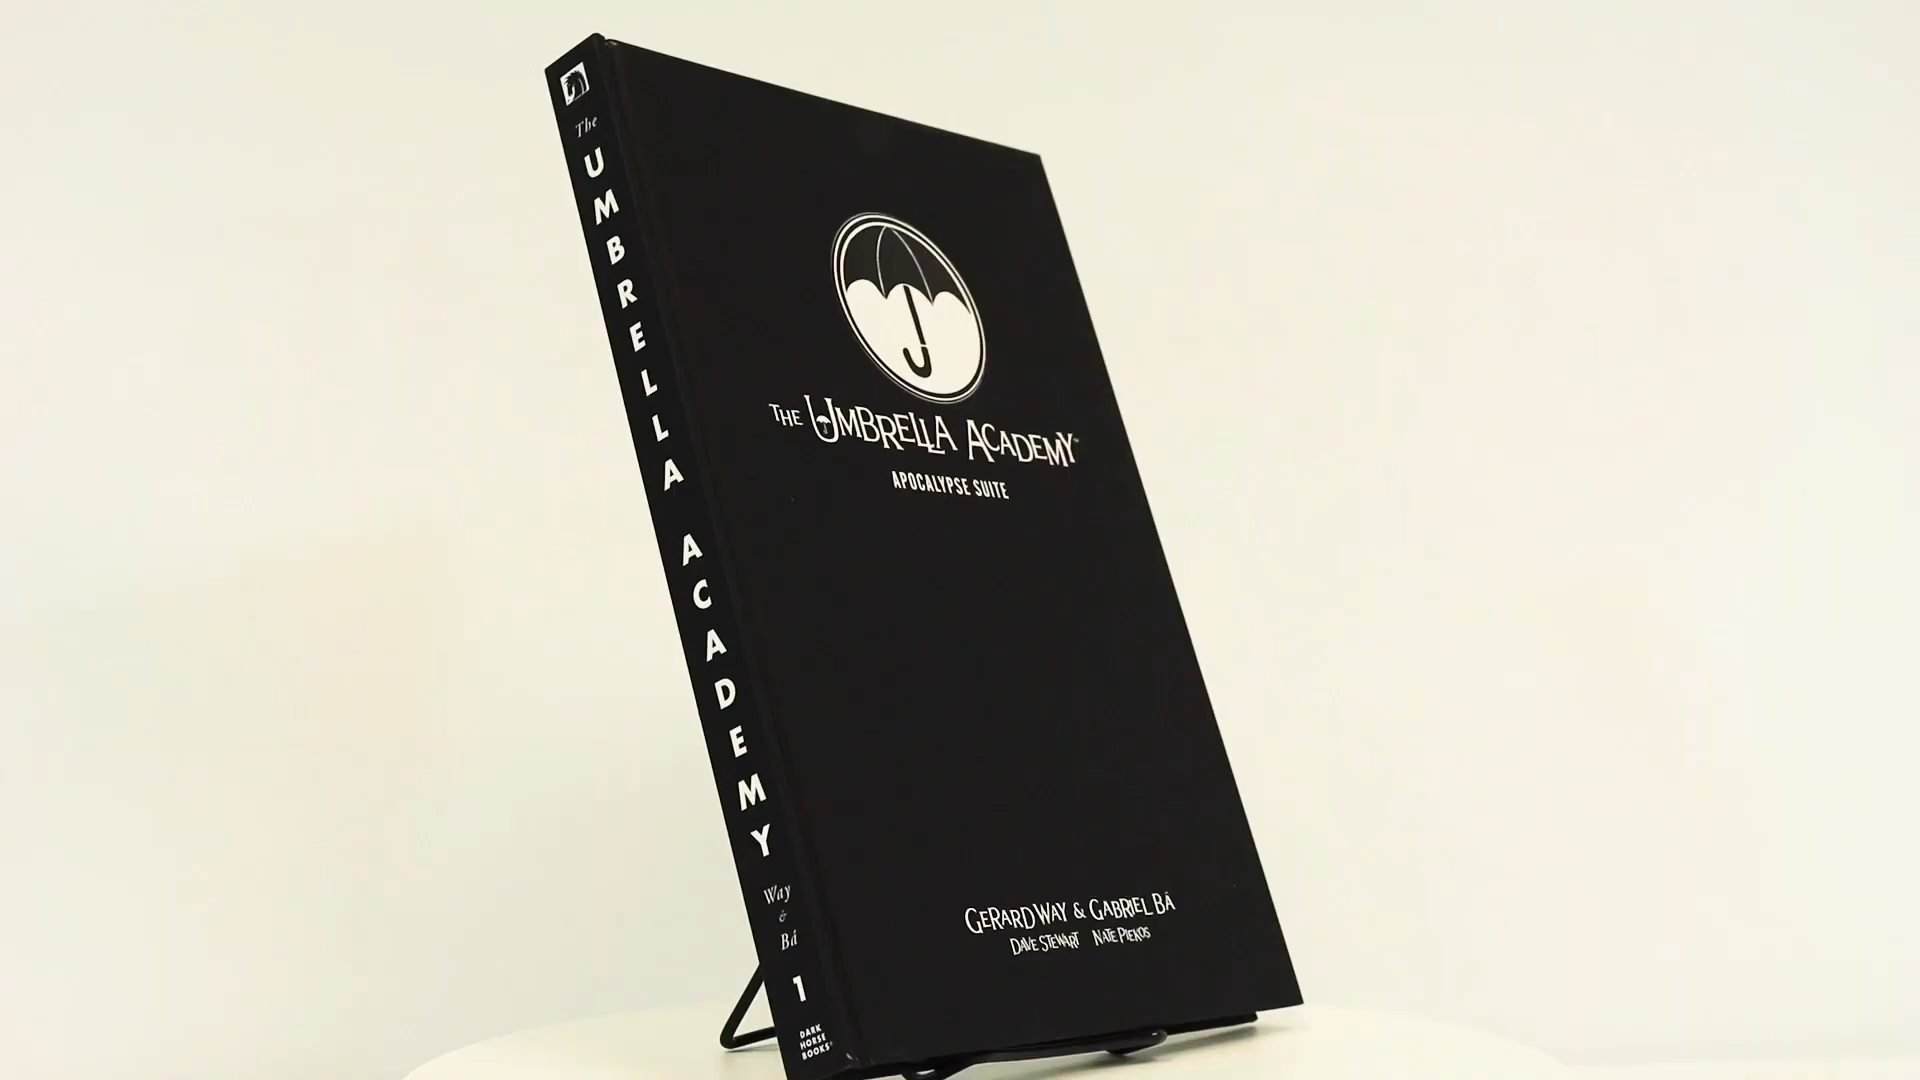 The
UMBRELLA
ACADEMY
Way
&
Bá
1
DARK
HORSE
BOOKS®
THE UMBRELLA ACADEMY™
APOCALYPSE SUITE
GERARD WAY & GABRIEL BÁ
DAVE STEWART NATE PIEKOS